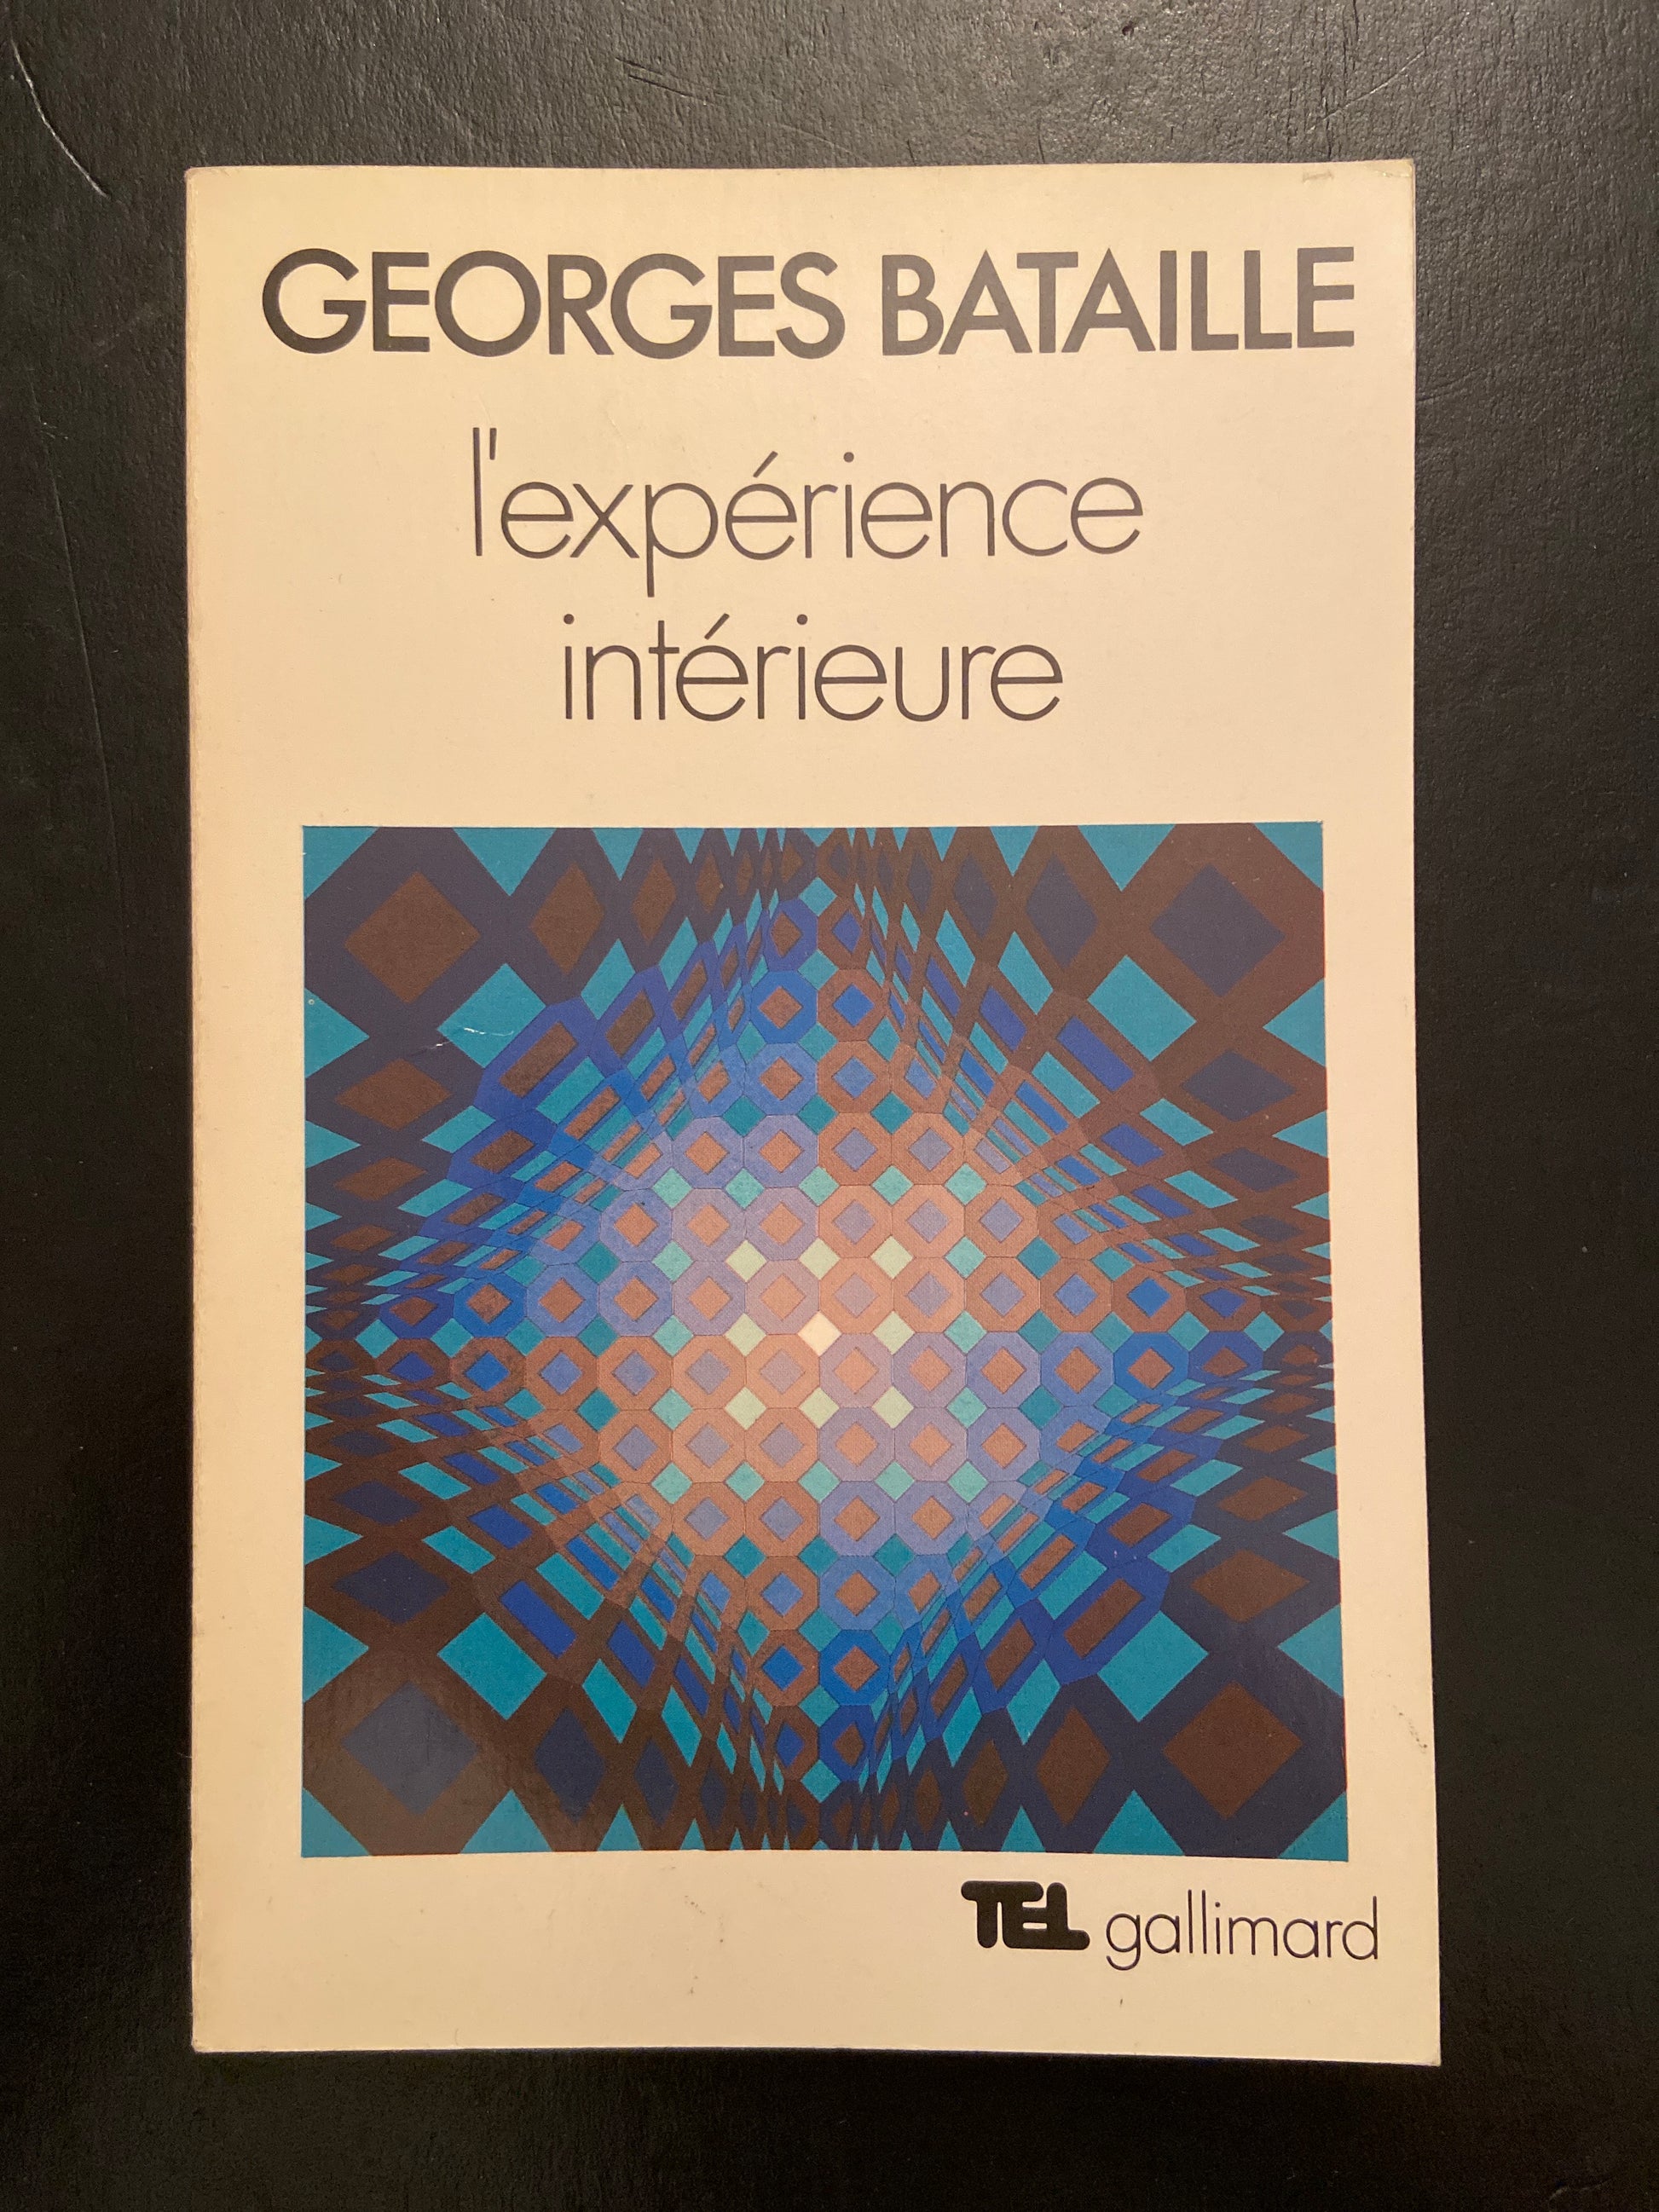 GEORGES BATAILLE
l'expérience
intérieure
TEL gallimard